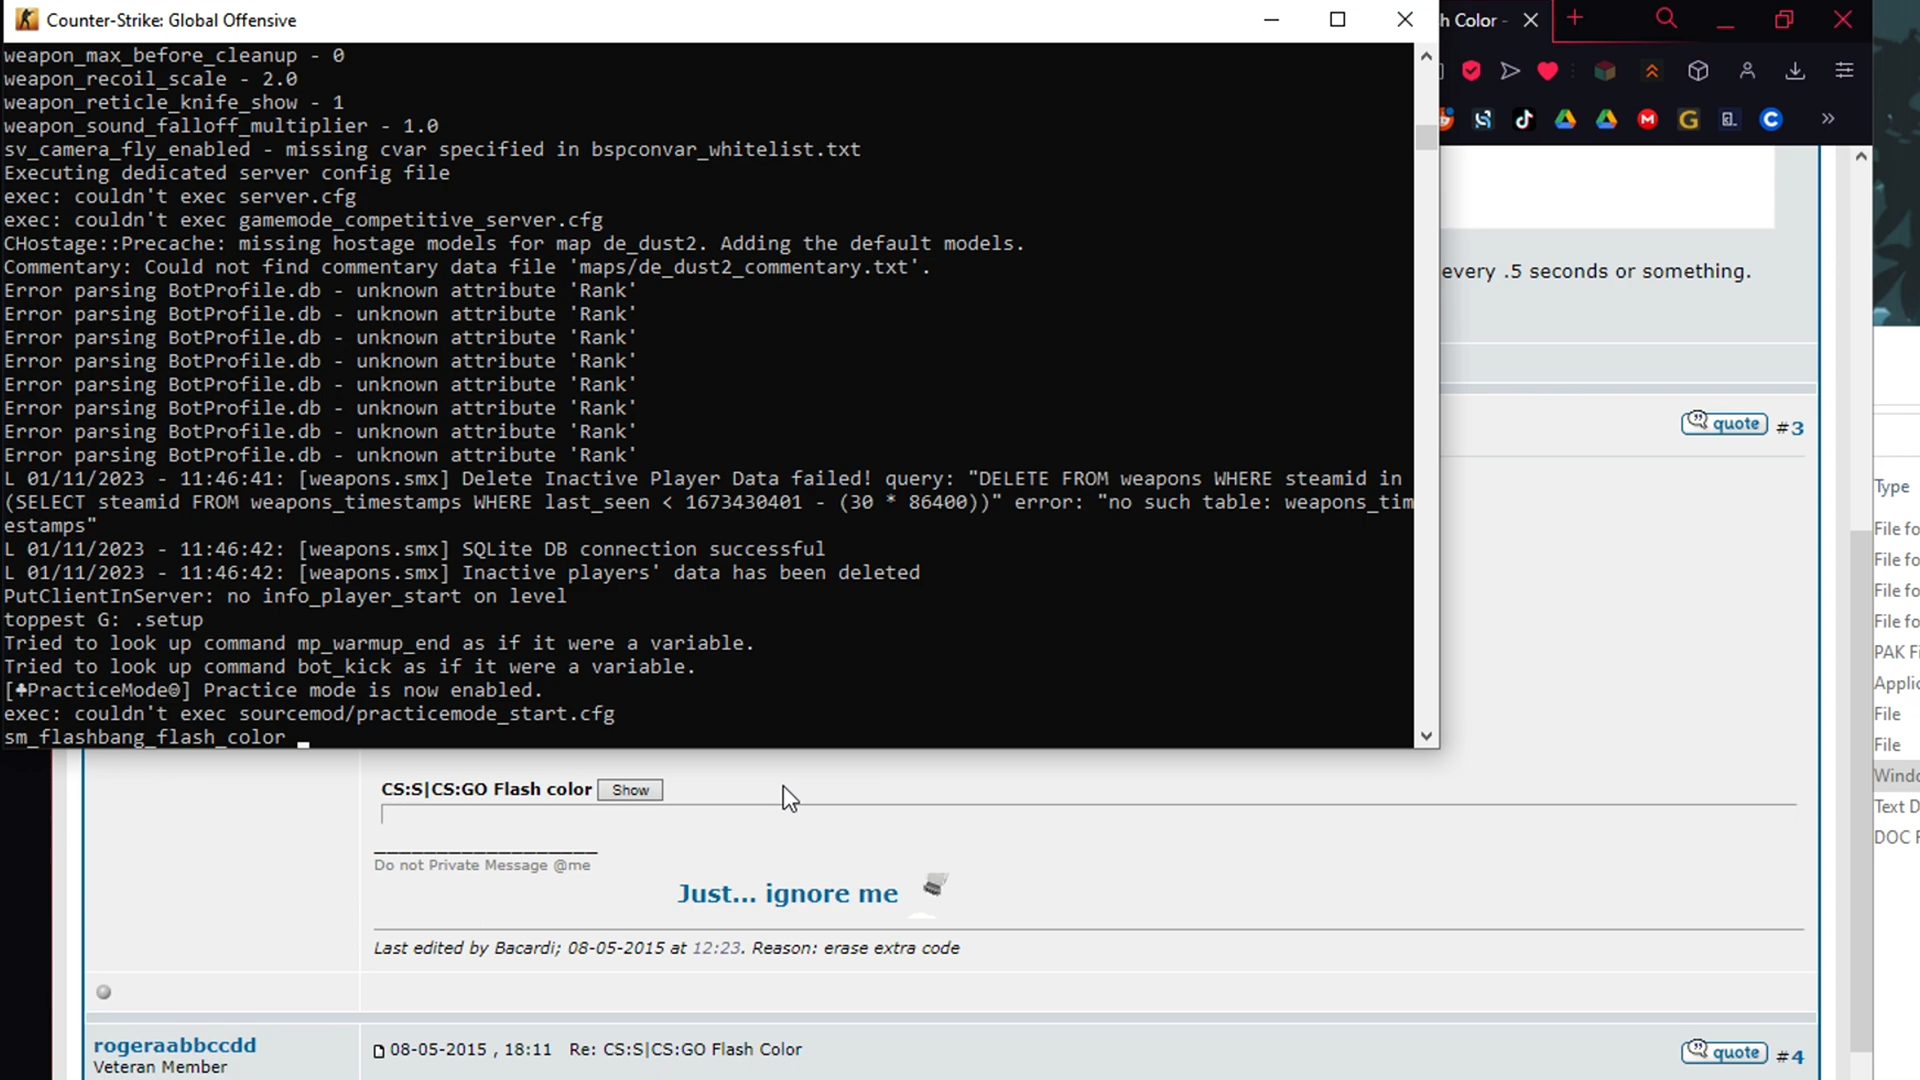 Counter-Strike: Global Offensive
h Color -
weapon_max_before_cleanup - 0
weapon_recoil_scale - 2.0
weapon_reticle_knife_show - 1
weapon_sound_falloff_multiplier - 1.0
sv_camera_fly_enabled - missing cvar specified in bspconvar_whitelist.txt
Executing dedicated server config file
exec: couldn't exec server.cfg
exec: couldn't exec gamemode_competitive_server.cfg
CHostage::Precache: missing hostage models for map de_dust2. Adding the default models.
Commentary: Could not find commentary data file 'maps/de_dust2_commentary.txt'.
Error parsing BotProfile.db - unknown attribute 'Rank'
Error parsing BotProfile.db - unknown attribute 'Rank'
Error parsing BotProfile.db - unknown attribute 'Rank'
Error parsing BotProfile.db - unknown attribute 'Rank'
Error parsing BotProfile.db - unknown attribute 'Rank'
Error parsing BotProfile.db - unknown attribute 'Rank'
Error parsing BotProfile.db - unknown attribute 'Rank'
Error parsing BotProfile.db - unknown attribute 'Rank'
L 01/11/2023 - 11:46:41: [weapons.smx] Delete Inactive Player Data failed! query: "DELETE FROM weapons WHERE steamid in
(SELECT steamid FROM weapons_timestamps WHERE last_seen < 1673430401 - (30 * 86400))" error: "no such table: weapons_tim
estamps"
L 01/11/2023 - 11:46:42: [weapons.smx] SQLite DB connection successful
L 01/11/2023 - 11:46:42: [weapons.smx] Inactive players' data has been deleted
PutClientInServer: no info_player_start on level
toppest G: .setup
Tried to look up command mp_warmup_end as if it were a variable.
Tried to look up command bot_kick as if it were a variable.
[♣PracticeMode☺] Practice mode is now enabled.
exec: couldn't exec sourcemod/practicemode_start.cfg
sm_flashbang_flash_color
every .5 seconds or something.
quote #3
Type
File fo
File fo
File fo
File fo
PAK Fi
Applic
File
File
Windo
Text D
DOC F
CS:S|CS:GO Flash color Show
Do not Private Message @me
Just... ignore me
Last edited by Bacardi; 08-05-2015 at 12:23. Reason: erase extra code
rogeraabbccdd
Veteran Member
08-05-2015 , 18:11 Re: CS:S|CS:GO Flash Color
quote #4